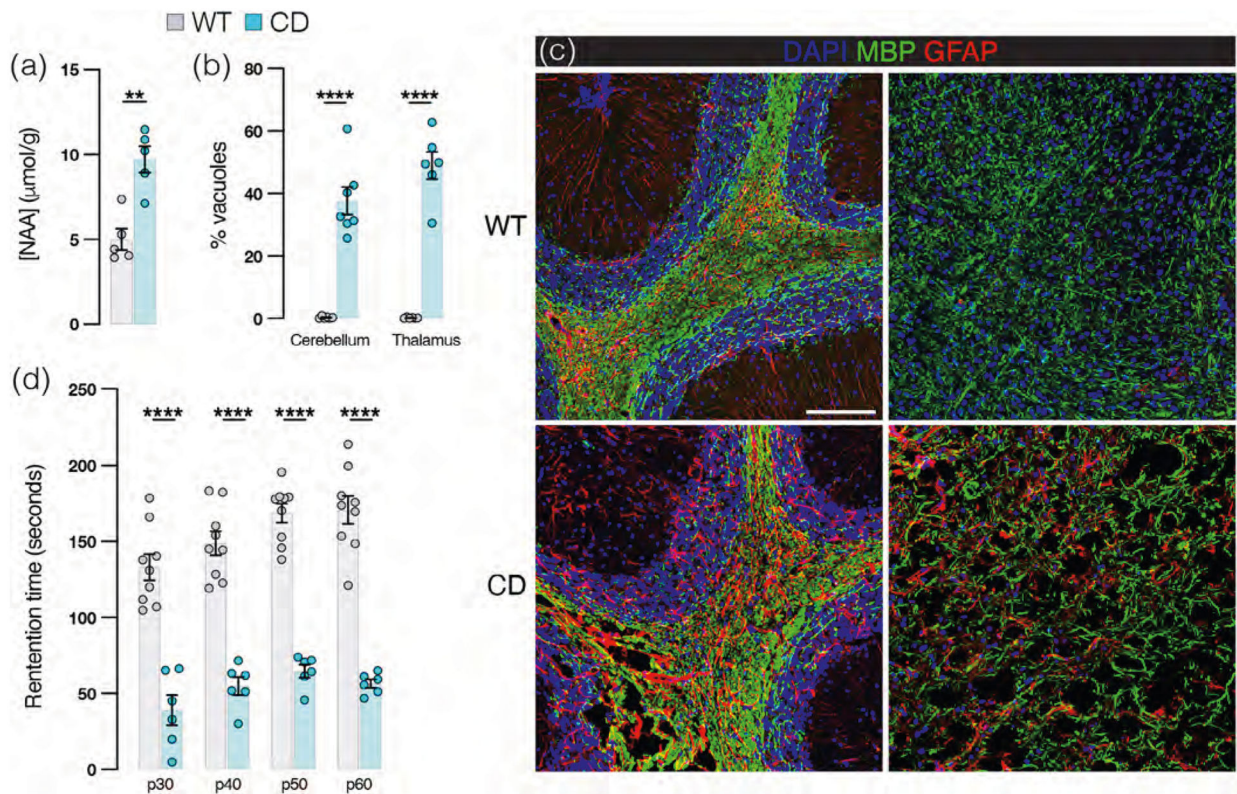 WT CD
(a)
[NAA] (μmol/g)
15
10
5
0
**
(b)
% vacuoles
80
60
40
20
0
**** ****
Cerebellum Thalamus
(c)
DAPI MBP GFAP
WT
CD
(d)
Rentention time (seconds)
250
200
150
100
50
0
**** **** **** ****
p30 p40 p50 p60